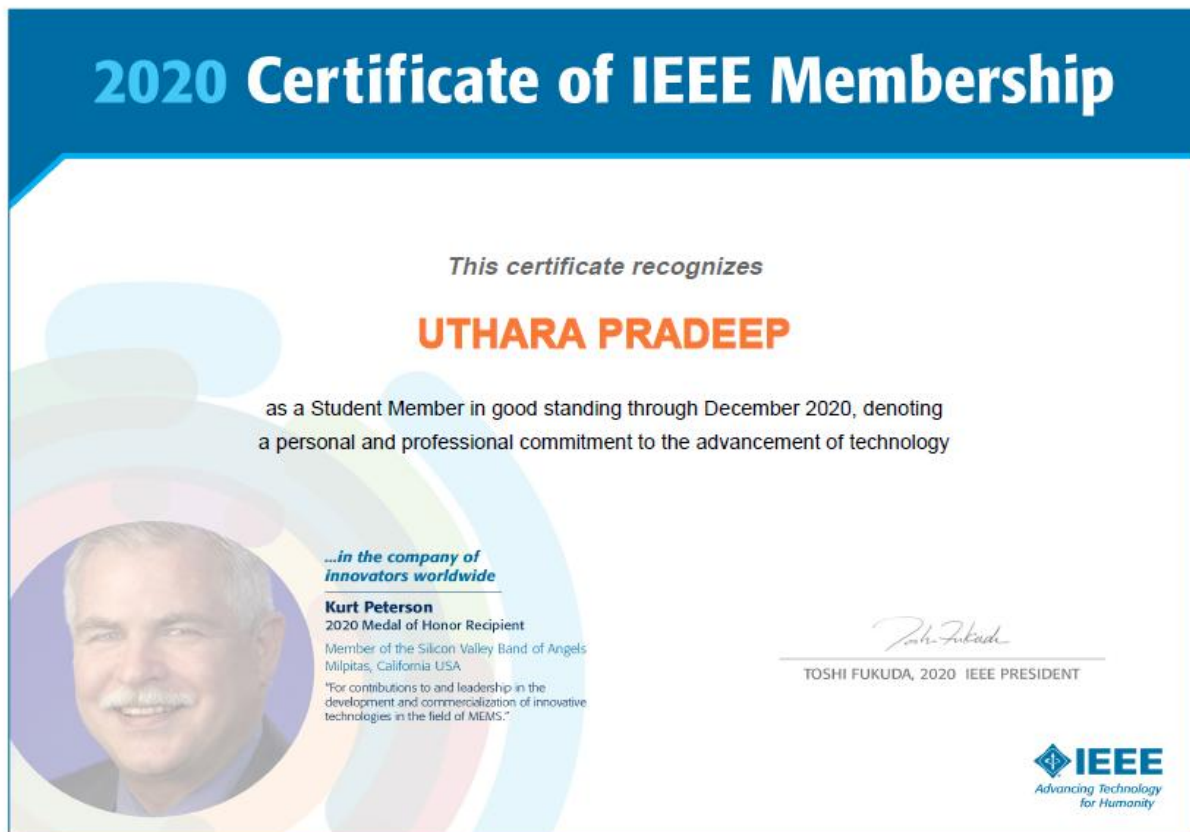 2020 Certificate of IEEE Membership
This certificate recognizes
UTHARA PRADEEP
as a Student Member in good standing through December 2020, denoting
a personal and professional commitment to the advancement of technology
...in the company of
innovators worldwide
Kurt Peterson
2020 Medal of Honor Recipient
Member of the Silicon Valley Band of Angels
Milpitas, California USA
"For contributions to and leadership in the
development and commercialization of innovative
technologies in the field of MEMS."
Toshi Fukuda
TOSHI FUKUDA, 2020 IEEE PRESIDENT
IEEE
Advancing Technology
for Humanity